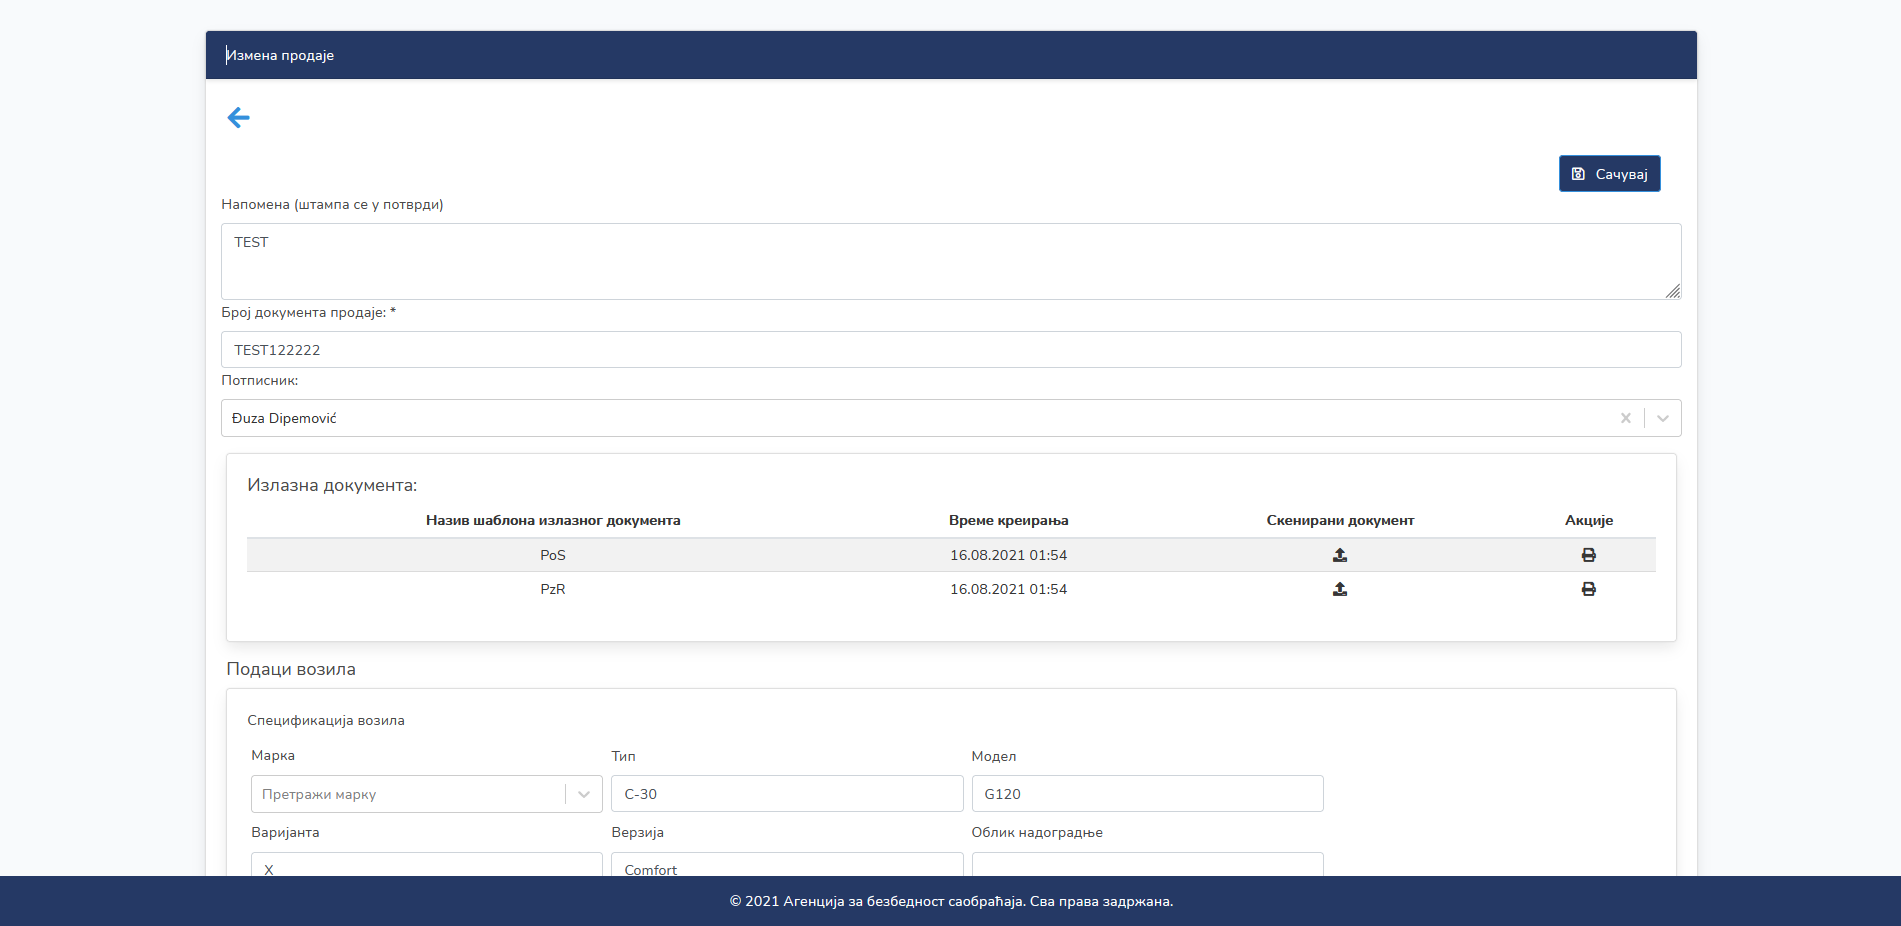 Измена продаје
Сачувај
Напомена (штампа се у потврди)
TEST
Број документа продаје: *
TEST122222
Потписник:
Đuza Dipemović
Излазна документа:
Назив шаблона излазног документа Време креирања Скенирани документ Акције
PoS 16.08.2021 01:54
PzR 16.08.2021 01:54
Подаци возила
Спецификација возила
Марка Тип Модел
Претражи марку C-30 G120
Варијанта Верзија Облик надоградње
X Comfort
© 2021 Агенција за безбедност саобраћаја. Сва права задржана.